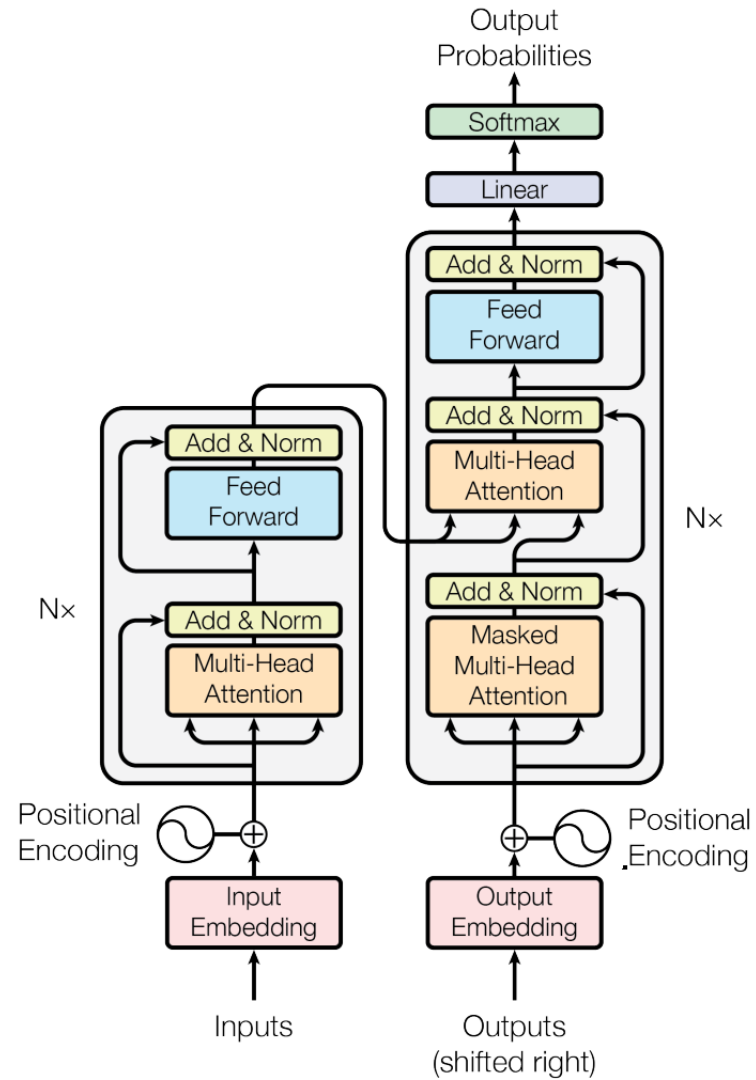 Output
Probabilities
Softmax
Linear
Add & Norm
Feed
Forward
Add & Norm
Multi-Head
Attention
Nx
Add & Norm
Masked
Multi-Head
Attention
Add & Norm
Feed
Forward
Nx
Add & Norm
Multi-Head
Attention
Positional
Encoding
Positional
Encoding
Input
Embedding
Output
Embedding
Inputs
Outputs
(shifted right)